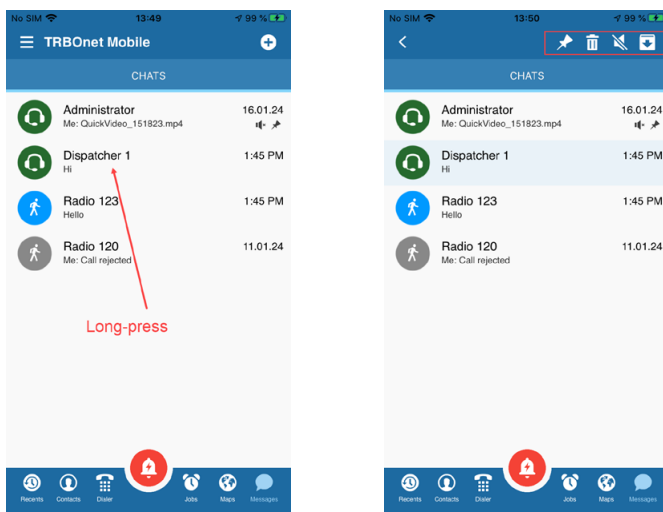 No SIM 13:49 99 %
TRBOnet Mobile
CHATS
Administrator 16.01.24
Me: QuickVideo_151823.mp4
Dispatcher 1 1:45 PM
Hi
Radio 123 1:45 PM
Hello
Radio 120 11.01.24
Me: Call rejected
Long-press
Recents Contacts Dialer Jobs Maps Messages
No SIM 13:50 99 %
CHATS
Administrator 16.01.24
Me: QuickVideo_151823.mp4
Dispatcher 1 1:45 PM
Hi
Radio 123 1:45 PM
Hello
Radio 120 11.01.24
Me: Call rejected
Recents Contacts Dialer Jobs Maps Messages